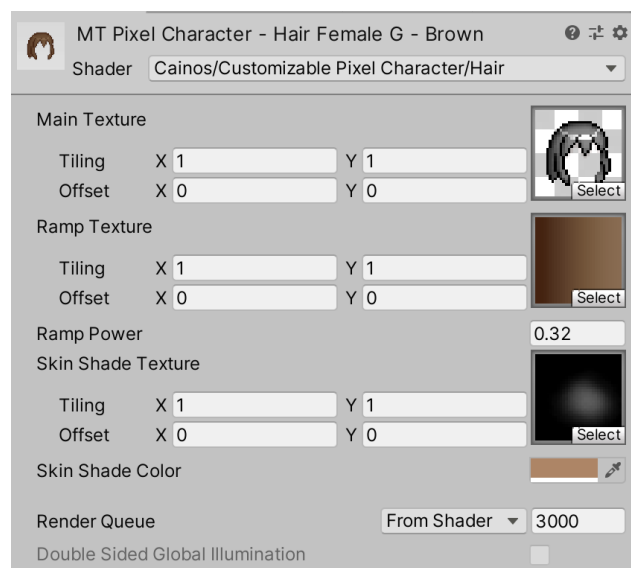 MT Pixel Character - Hair Female G - Brown
Shader Cainos/Customizable Pixel Character/Hair
Main Texture
Tiling X 1 Y 1
Offset X 0 Y 0
Select
Ramp Texture
Tiling X 1 Y 1
Offset X 0 Y 0
Select
Ramp Power 0.32
Skin Shade Texture
Tiling X 1 Y 1
Offset X 0 Y 0
Select
Skin Shade Color
Render Queue From Shader 3000
Double Sided Global Illumination